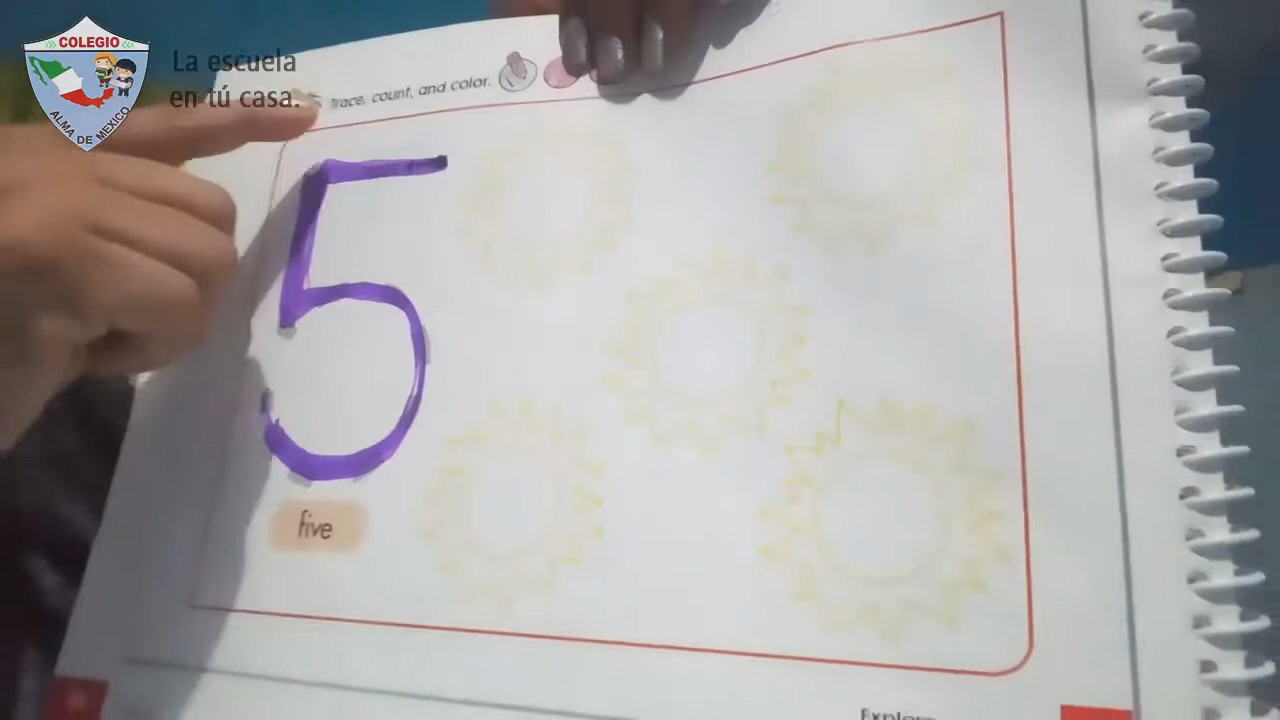 COLEGIO
ALMA DE MEXICO
La escuela
en tú casa.
Trace, count, and color.
5
five